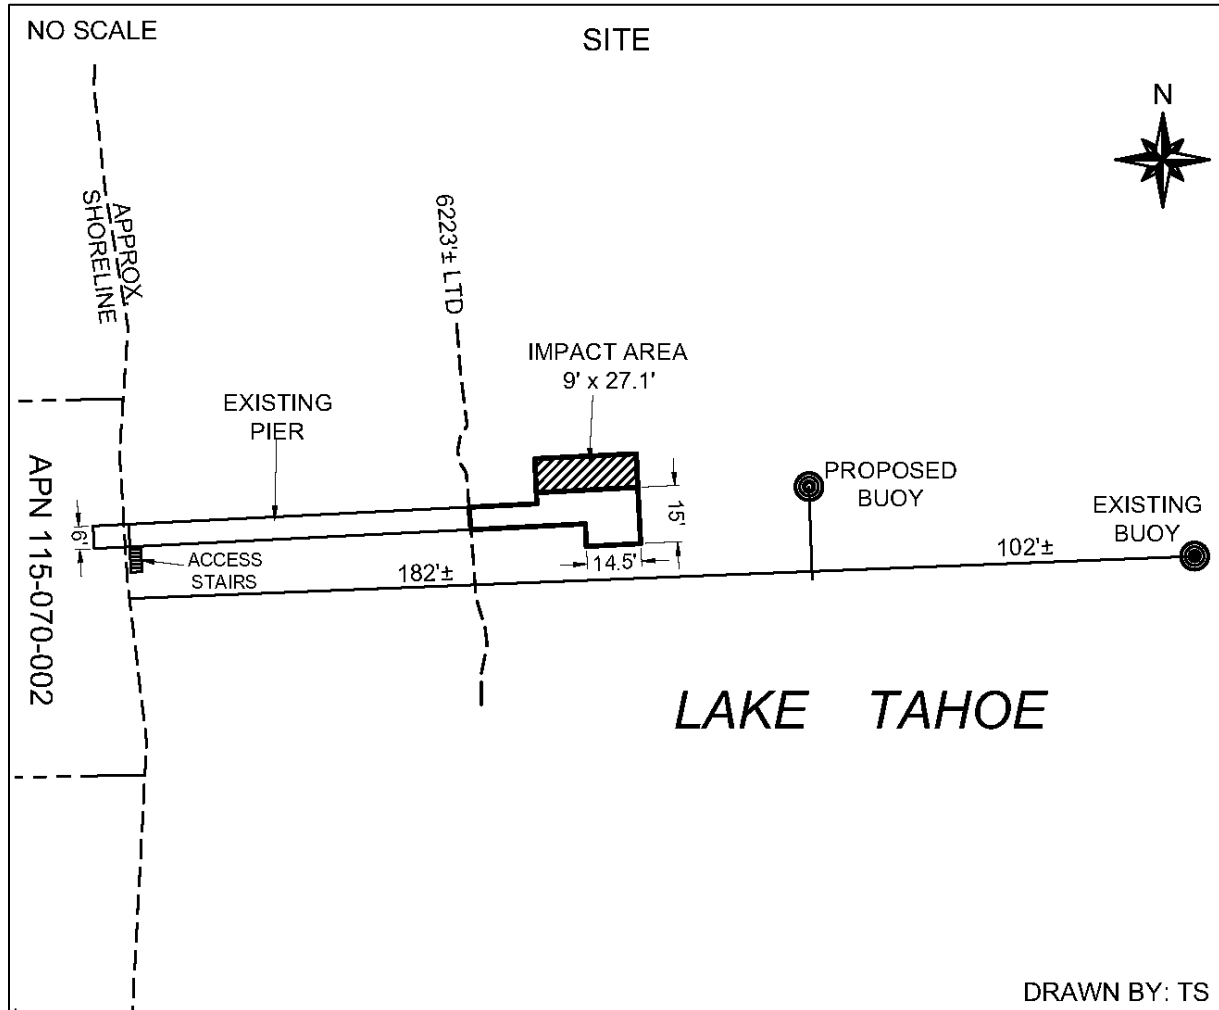 NO SCALE
SITE
N
APPROX
SHORELINE
6223'± LTD
IMPACT AREA
9' x 27.1'
EXISTING
PIER
PROPOSED
BUOY
EXISTING
BUOY
APN 115-070-002
6'
ACCESS
STAIRS
15'
14.5'
182'±
102'±
LAKE TAHOE
DRAWN BY: TS